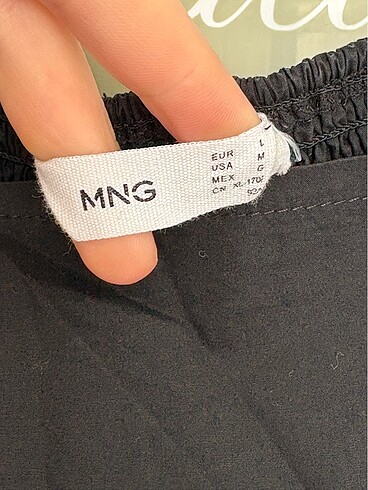 MNG
EUR L
USA M
MEX G
CN XL 170/